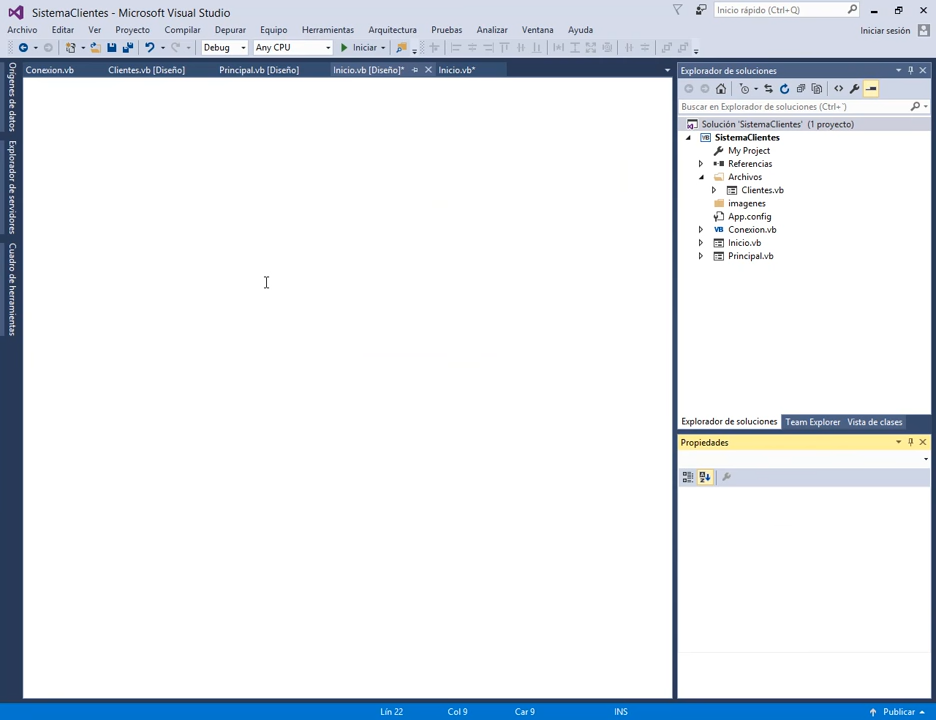 SistemaClientes - Microsoft Visual Studio
Inicio rápido (Ctrl+Q)
Archivo Editar Ver Proyecto Compilar Depurar Equipo Herramientas Arquitectura Pruebas Analizar Ventana Ayuda
Iniciar sesión
Debug Any CPU Iniciar
Conexion.vb Clientes.vb [Diseño] Principal.vb [Diseño] Inicio.vb [Diseño]* Inicio.vb*
Orígenes de datos
Explorador de servidores
Cuadro de herramientas
Explorador de soluciones
Buscar en Explorador de soluciones (Ctrl+´)
Solución 'SistemaClientes' (1 proyecto)
VB SistemaClientes
My Project
Referencias
Archivos
Clientes.vb
imagenes
App.config
VB Conexion.vb
Inicio.vb
Principal.vb
Explorador de soluciones Team Explorer Vista de clases
Propiedades
Lín 22 Col 9 Car 9 INS Publicar